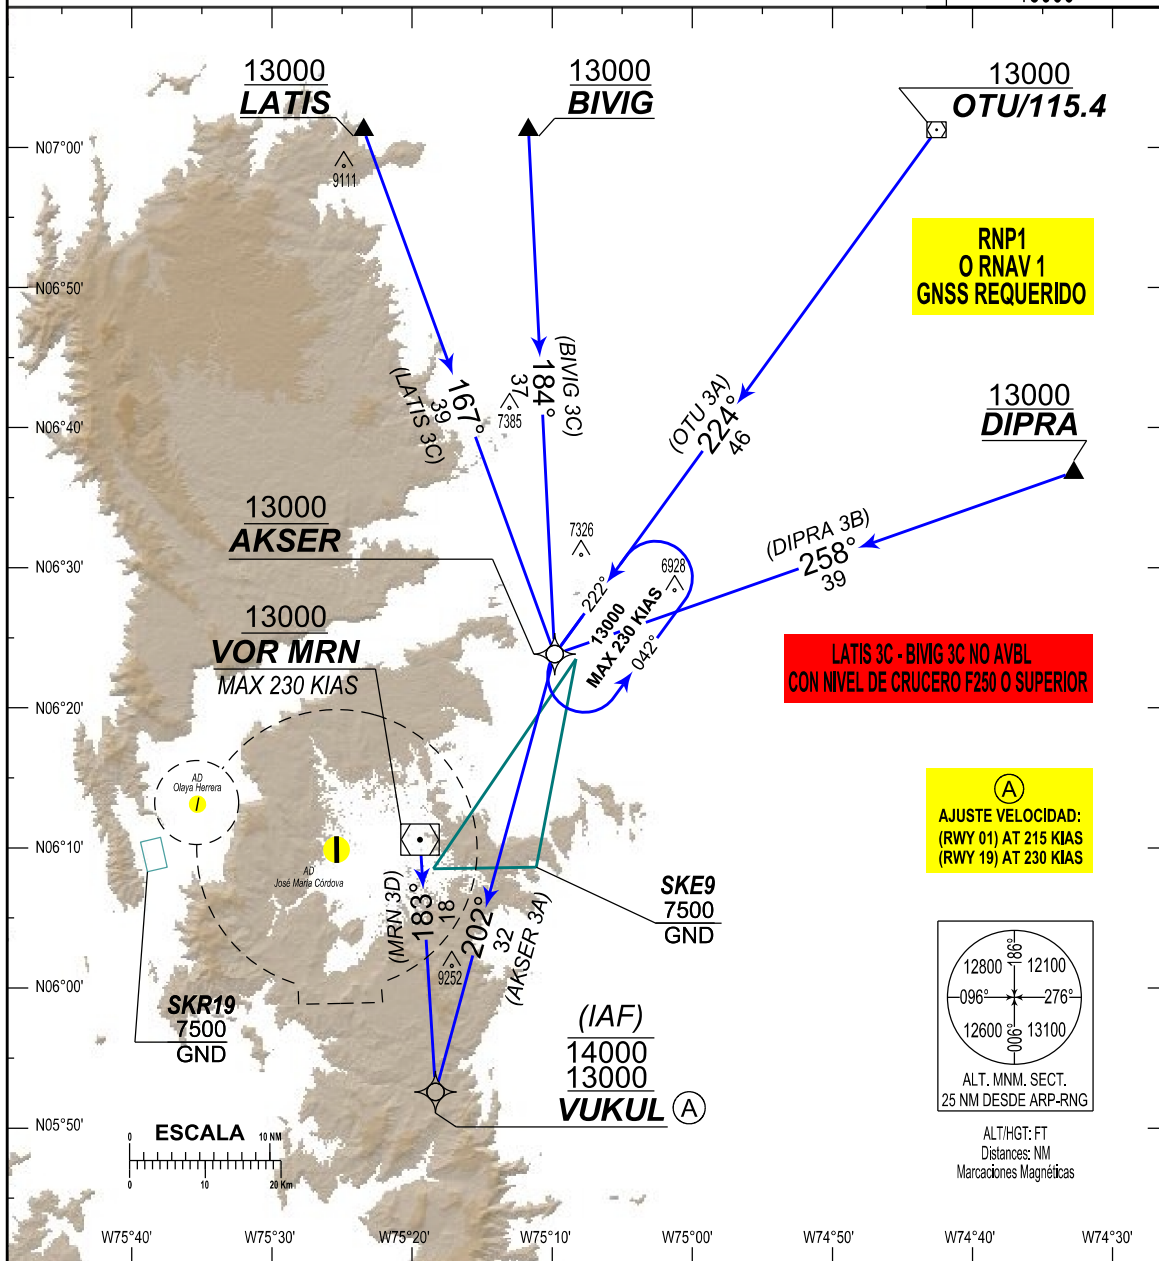 13000
LATIS
13000
BIVIG
13000
OTU/115.4
N07°00'
9111
RNP1
O RNAV 1
GNSS REQUERIDO
N06°50'
(LATIS 3C)
167°
39
(BIVIG 3C)
184°
37
7385
(OTU 3A)
224°
46
13000
DIPRA
N06°40'
13000
AKSER
7326
(DIPRA 3B)
258°
39
N06°30'
222°
13000
MAX 230 KIAS
6928
042°
13000
VOR MRN
MAX 230 KIAS
LATIS 3C - BIVIG 3C NO AVBL
CON NIVEL DE CRUCERO F250 O SUPERIOR
N06°20'
AD
Olaya Herrera
A
AJUSTE VELOCIDAD:
(RWY 01) AT 215 KIAS
(RWY 19) AT 230 KIAS
N06°10'
AD
José María Córdova
(MRN 3D)
183°
18
202°
32
(AKSER 3A)
9252
SKE9
7500
GND
N06°00'
SKR19
7500
GND
(IAF)
14000
13000
VUKUL A
186°
12800 12100
096° 276°
12600 13100
006°
ALT. MNM. SECT.
25 NM DESDE ARP-RNG
N05°50'
ESCALA
0 10 NM
0 10 20 Km
ALT/HGT: FT
Distances: NM
Marcaciones Magnéticas
W75°40' W75°30' W75°20' W75°10' W75°00' W74°50' W74°40' W74°30'